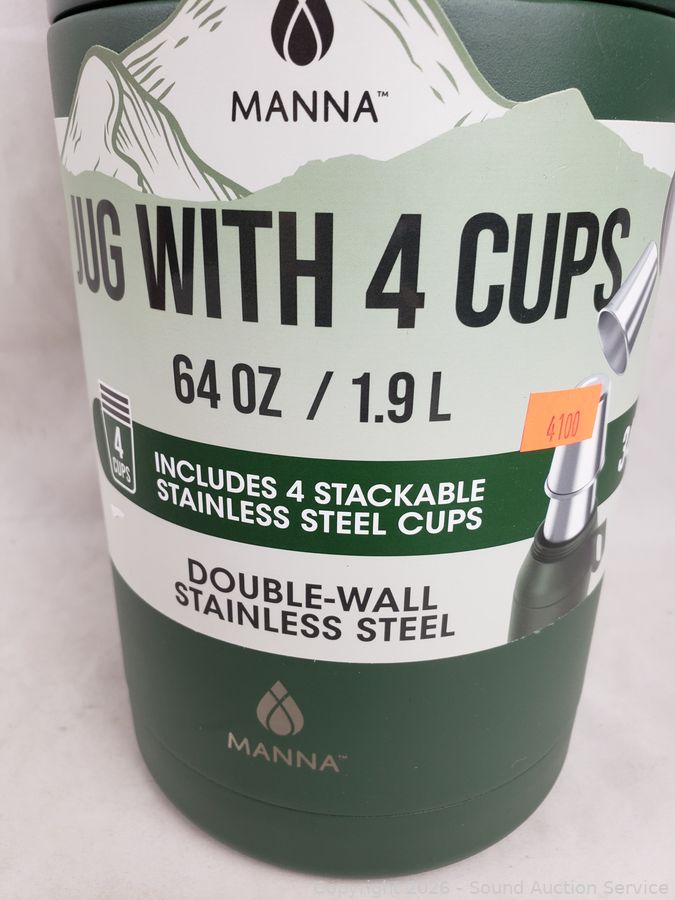 MANNA™
JUG WITH 4 CUPS
64 OZ / 1.9 L
4100
4
CUPS
INCLUDES 4 STACKABLE
STAINLESS STEEL CUPS
DOUBLE-WALL
STAINLESS STEEL
MANNA™
Copyright 2026 - Sound Auction Service